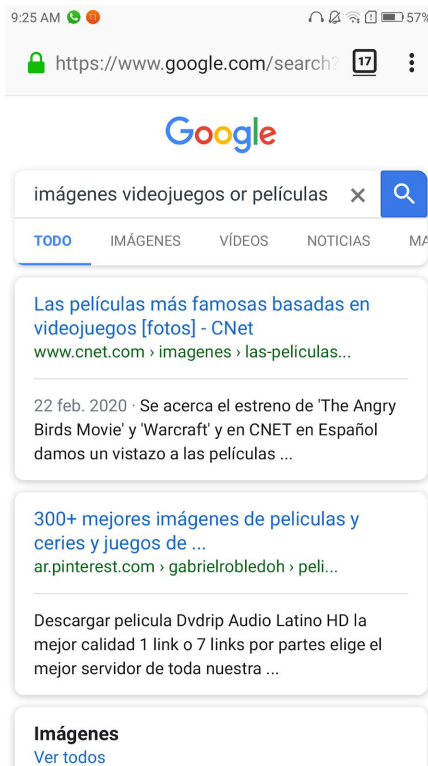 9:25 AM 57%
https://www.google.com/search? 17
Google
imágenes videojuegos or películas ×
TODO IMÁGENES VÍDEOS NOTICIAS MA
Las películas más famosas basadas en
videojuegos [fotos] - CNet
www.cnet.com › imagenes › las-peliculas...
22 feb. 2020 · Se acerca el estreno de 'The Angry
Birds Movie' y 'Warcraft' y en CNET en Español
damos un vistazo a las películas ...
300+ mejores imágenes de peliculas y
ceries y juegos de ...
ar.pinterest.com › gabrielrobledoh › peli...
Descargar pelicula Dvdrip Audio Latino HD la
mejor calidad 1 link o 7 links por partes elige el
mejor servidor de toda nuestra ...
Imágenes
Ver todos